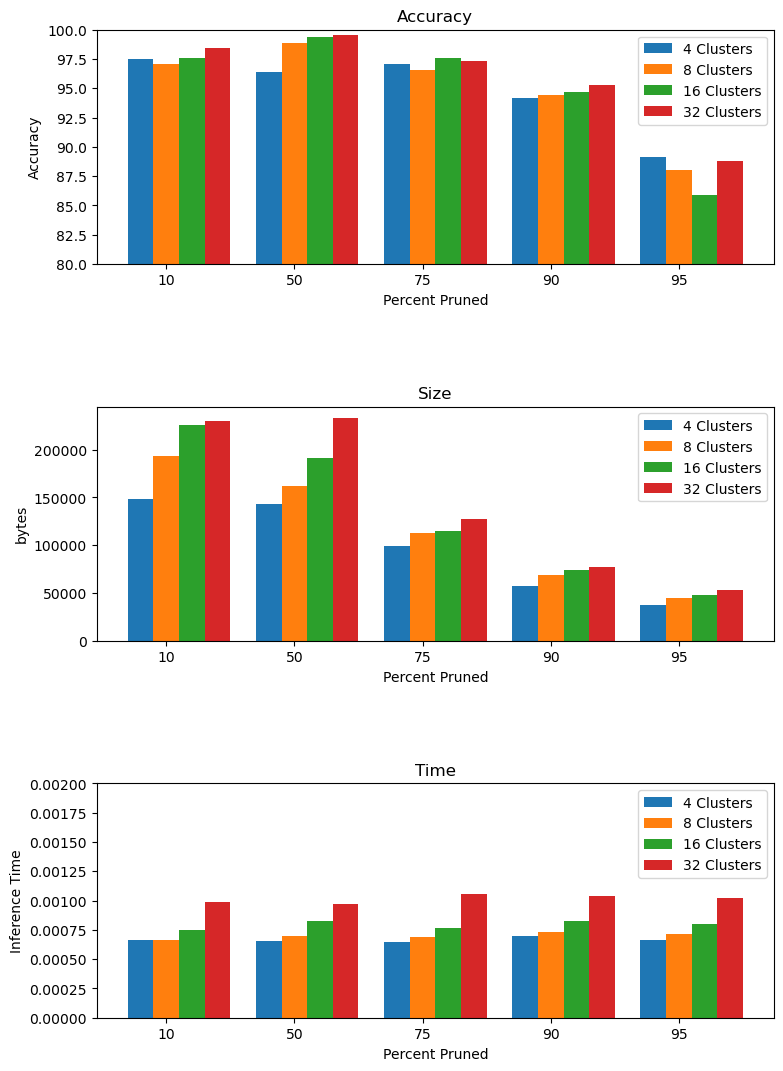 Accuracy
100.0
97.5
95.0
92.5
90.0
87.5
85.0
82.5
80.0
Accuracy
4 Clusters
8 Clusters
16 Clusters
32 Clusters
10 50 75 90 95
Percent Pruned
Size
200000
150000
100000
50000
0
bytes
4 Clusters
8 Clusters
16 Clusters
32 Clusters
10 50 75 90 95
Percent Pruned
Time
0.00200
0.00175
0.00150
0.00125
0.00100
0.00075
0.00050
0.00025
0.00000
Inference Time
4 Clusters
8 Clusters
16 Clusters
32 Clusters
10 50 75 90 95
Percent Pruned